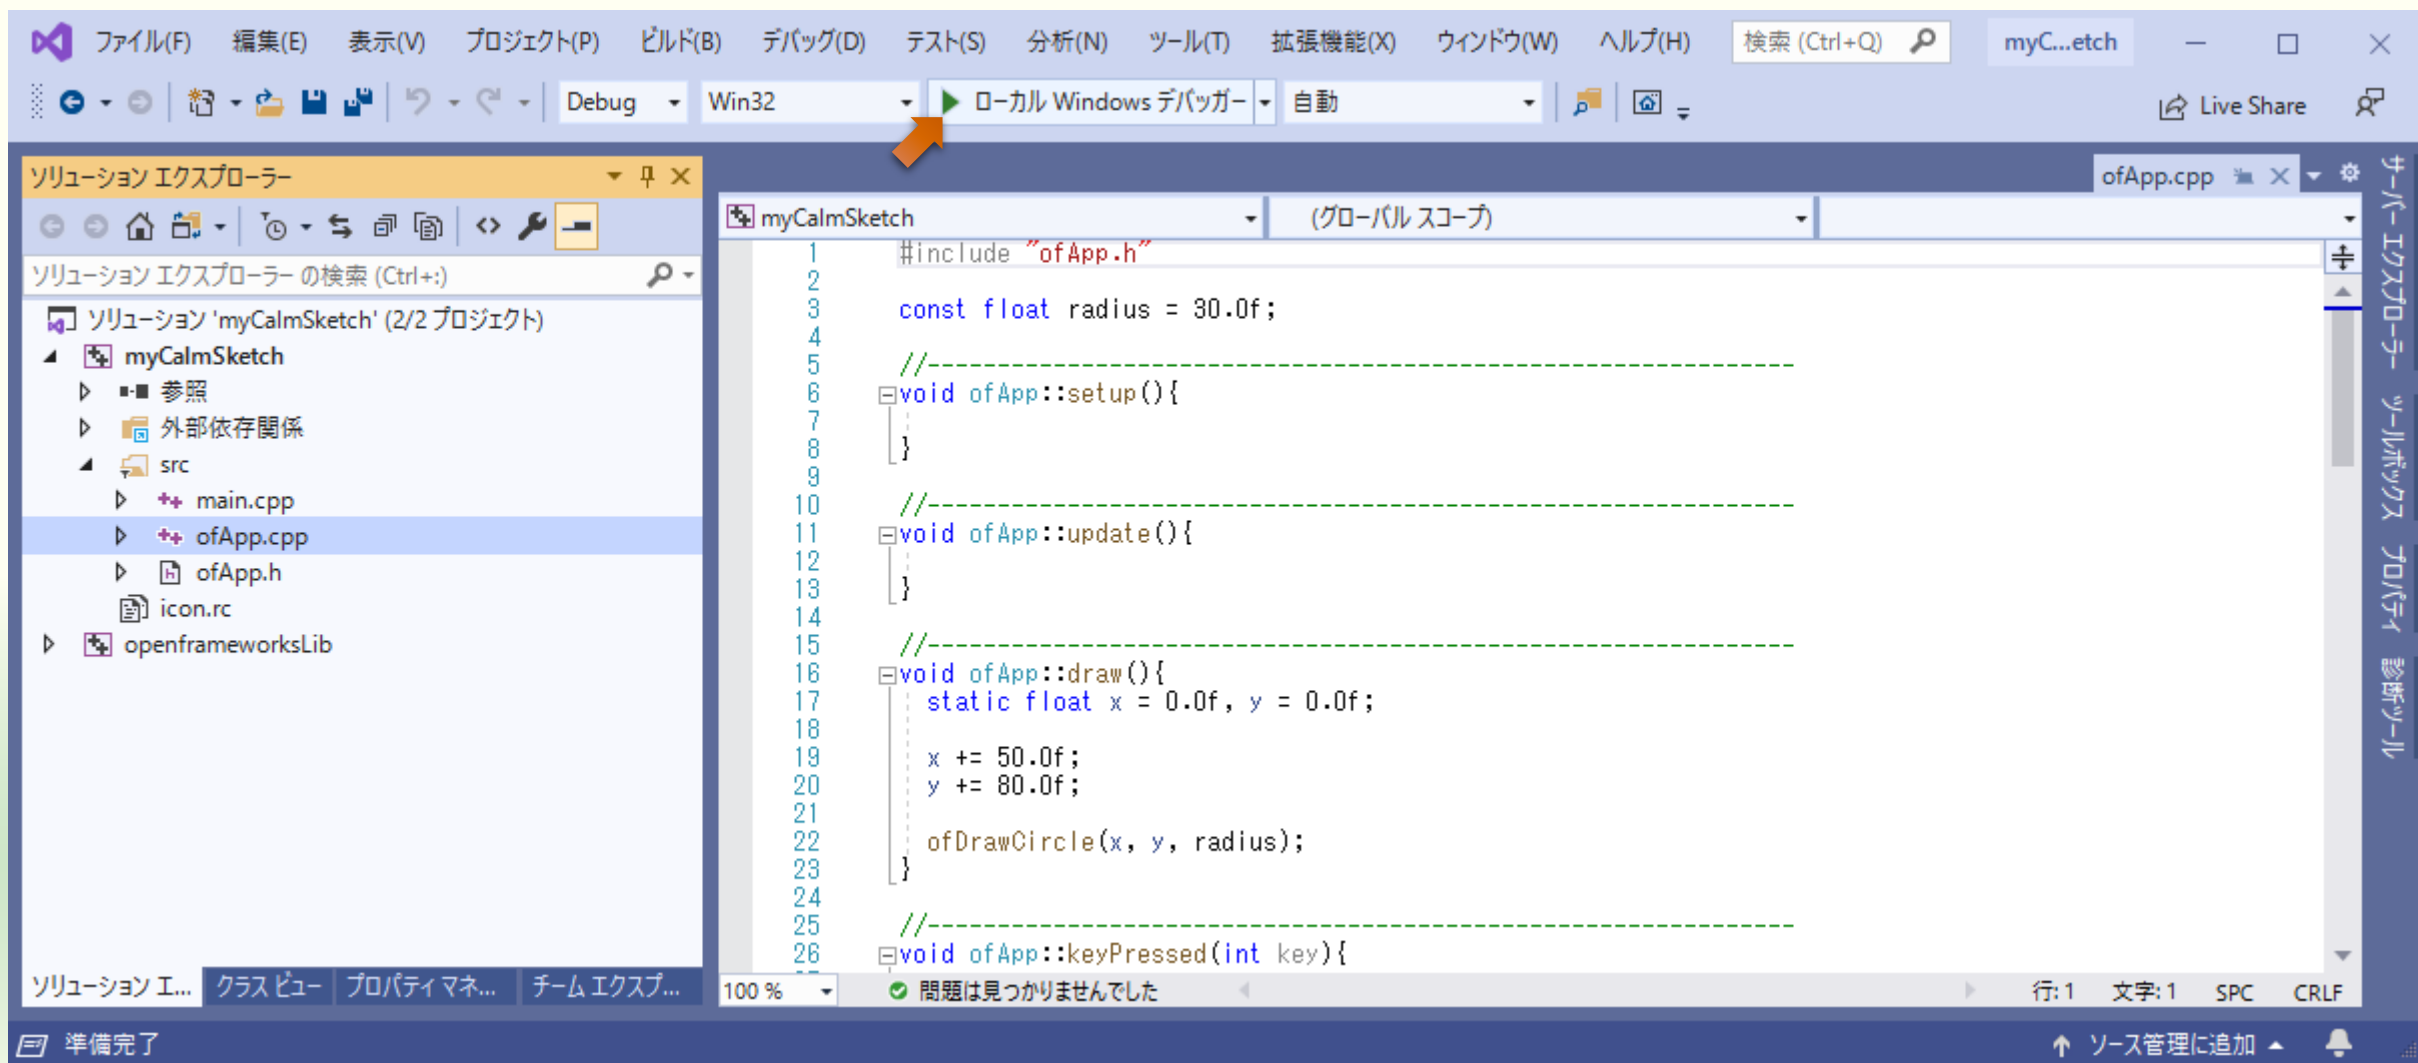 ファイル(F) 編集(E) 表示(V) プロジェクト(P) ビルド(B) デバッグ(D) テスト(S) 分析(N) ツール(T) 拡張機能(X) ウィンドウ(W) ヘルプ(H) 検索 (Ctrl+Q) myC...etch
Debug Win32 ローカル Windows デバッガー 自動 Live Share
ソリューション エクスプローラー
ソリューション エクスプローラー の検索 (Ctrl+:)
ソリューション 'myCalmSketch' (2/2 プロジェクト)
myCalmSketch
参照
外部依存関係
src
main.cpp
ofApp.cpp
ofApp.h
icon.rc
openframeworksLib
ソリューション エ... クラス ビュー プロパティ マネ... チーム エクスプ...
ofApp.cpp
myCalmSketch (グローバル スコープ)
1 #include "ofApp.h"
2
3 const float radius = 30.0f;
4
5 //--------------------------------------------------------------
6 void ofApp::setup(){
7
8 }
9
10 //--------------------------------------------------------------
11 void ofApp::update(){
12
13 }
14
15 //--------------------------------------------------------------
16 void ofApp::draw(){
17 static float x = 0.0f, y = 0.0f;
18
19 x += 50.0f;
20 y += 80.0f;
21
22 ofDrawCircle(x, y, radius);
23 }
24
25 //--------------------------------------------------------------
26 void ofApp::keyPressed(int key){
100 % 問題は見つかりませんでした 行: 1 文字: 1 SPC CRLF
サーバー エクスプローラー
ツールボックス
プロパティ
診断ツール
準備完了 ソース管理に追加